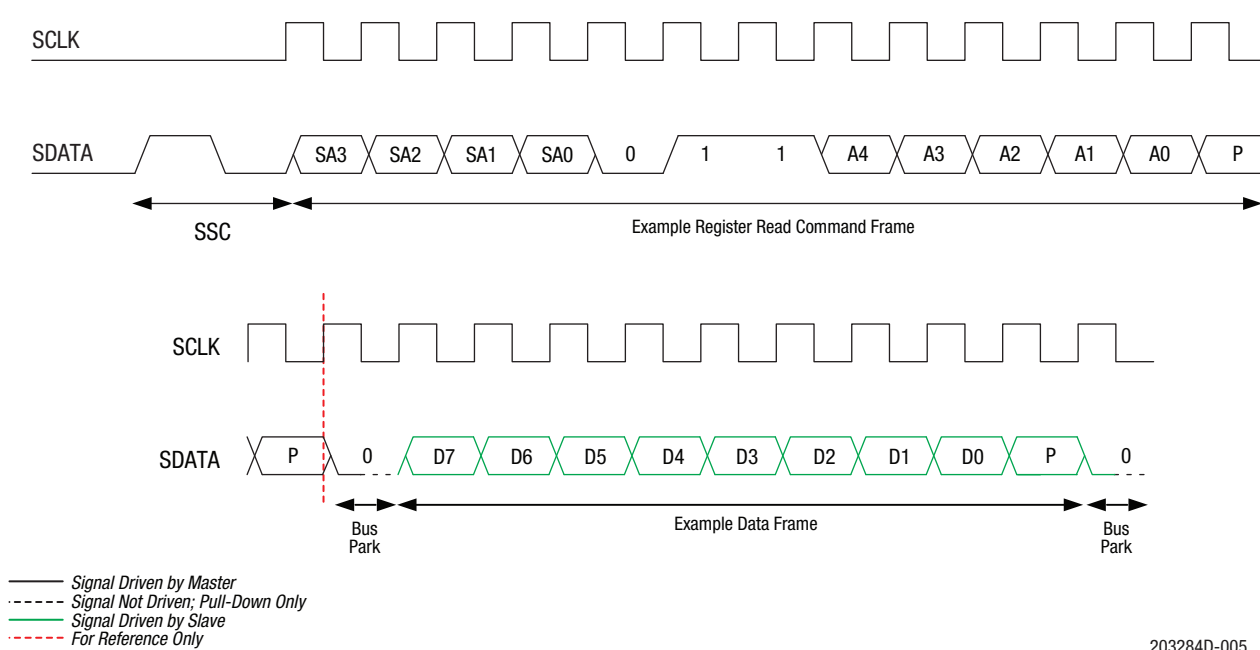 SCLK
SDATA SA3 SA2 SA1 SA0 0 1 1 A4 A3 A2 A1 A0 P
SSC Example Register Read Command Frame
SCLK
SDATA P 0 D7 D6 D5 D4 D3 D2 D1 D0 P 0
Bus Park Example Data Frame Bus Park
Signal Driven by Master
Signal Not Driven; Pull-Down Only
Signal Driven by Slave
For Reference Only
203284D-005